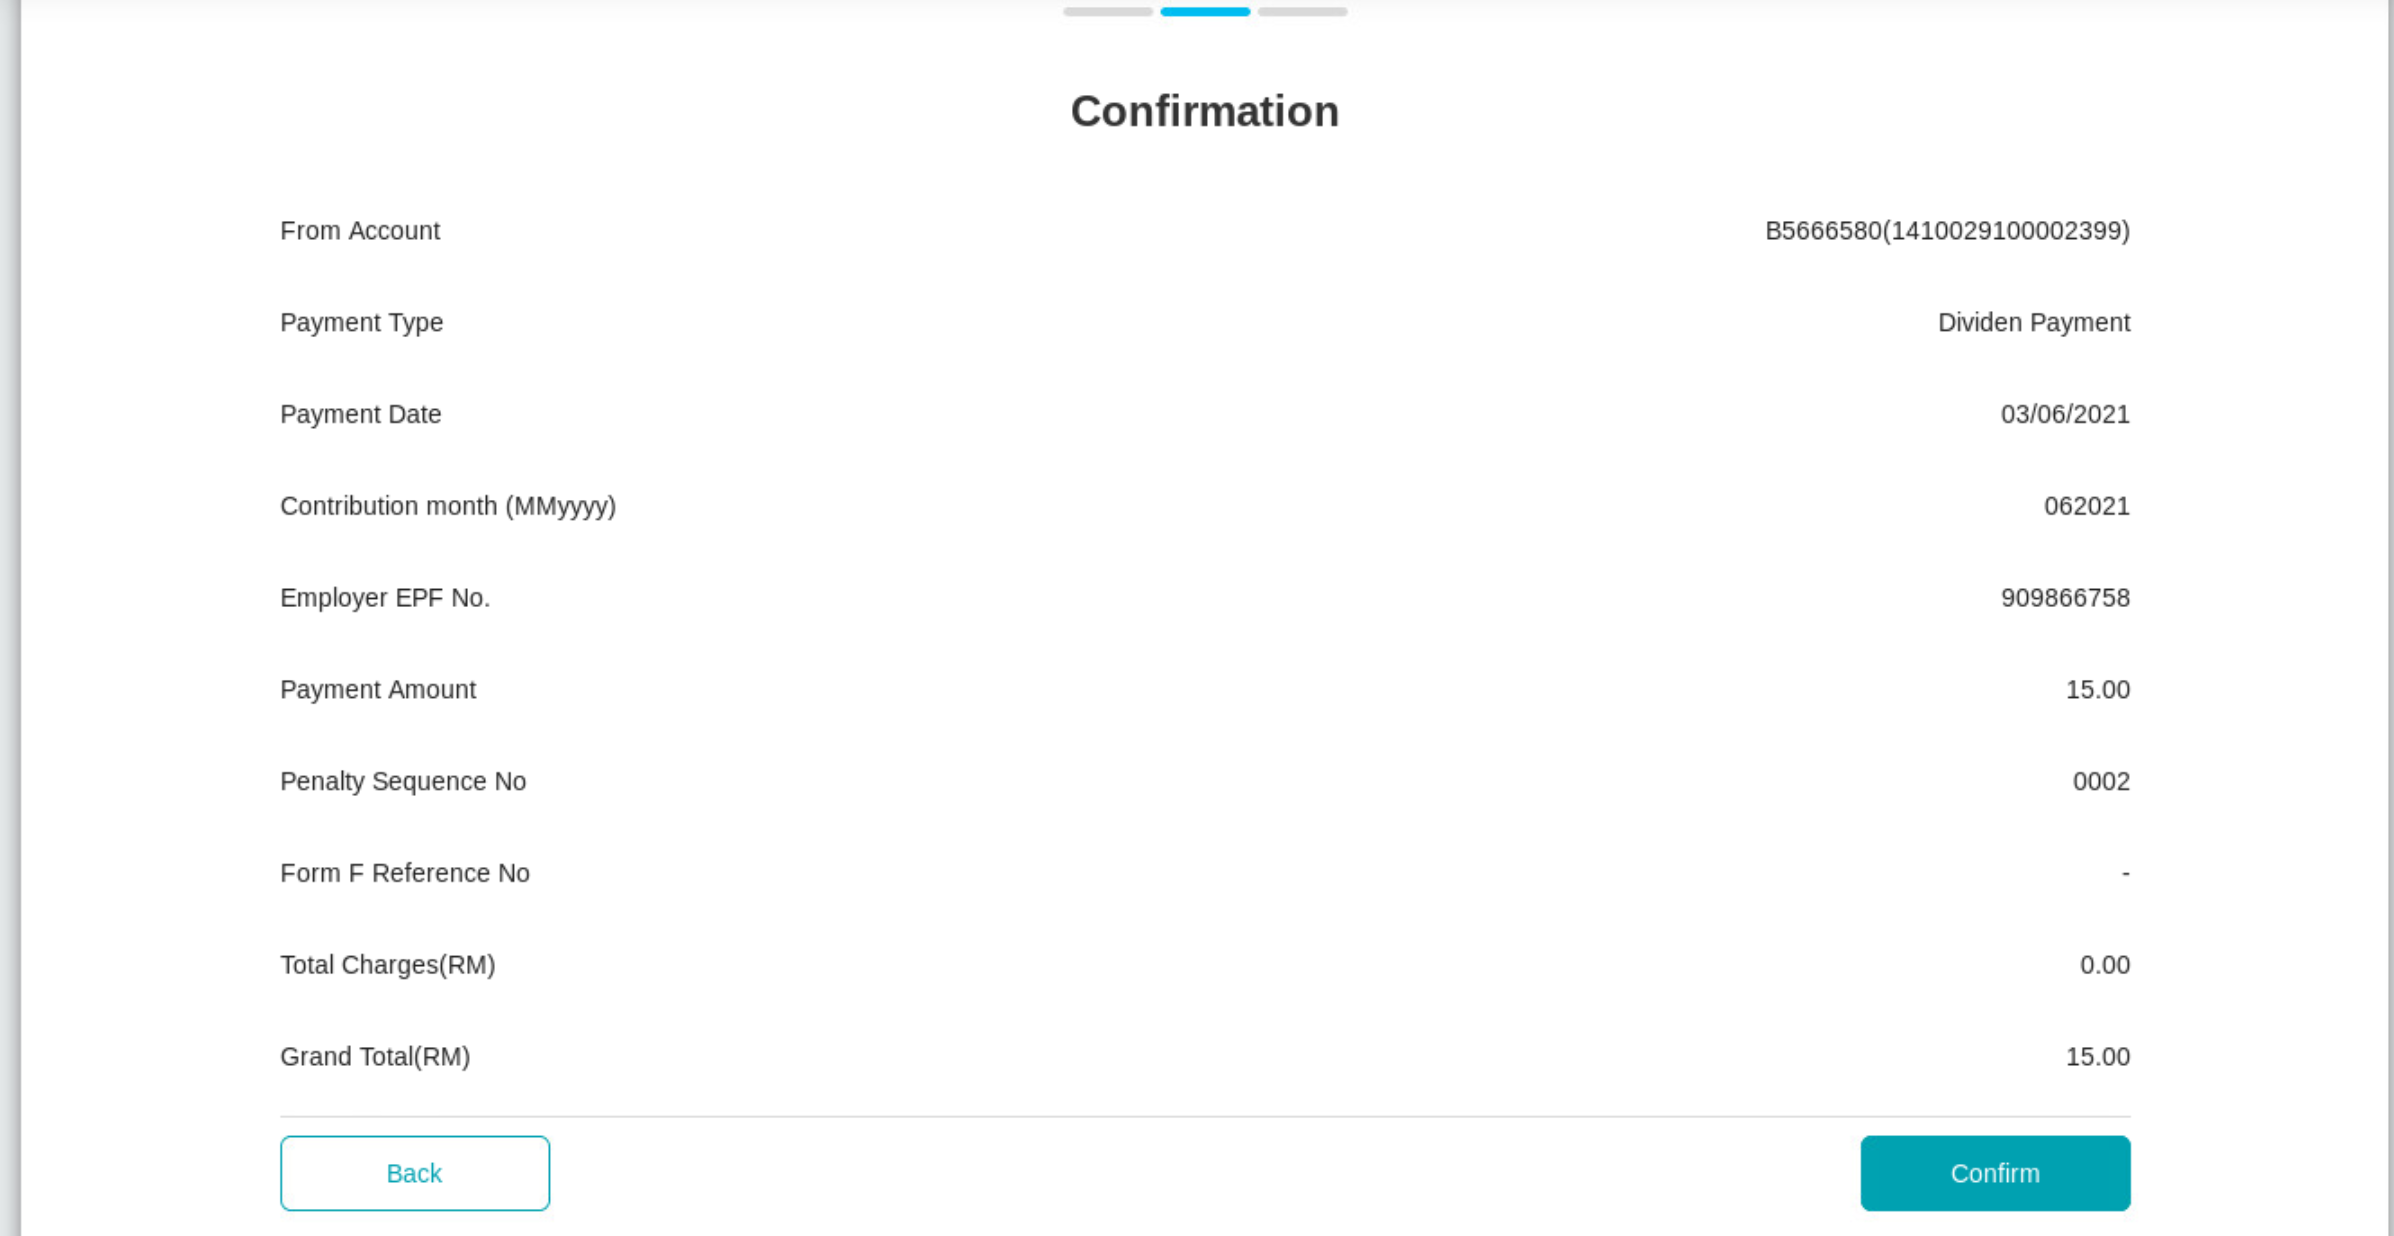 Confirmation
From Account B5666580(1410029100002399)
Payment Type Dividen Payment
Payment Date 03/06/2021
Contribution month (MMyyyy) 062021
Employer EPF No. 909866758
Payment Amount 15.00
Penalty Sequence No 0002
Form F Reference No -
Total Charges(RM) 0.00
Grand Total(RM) 15.00
Back Confirm